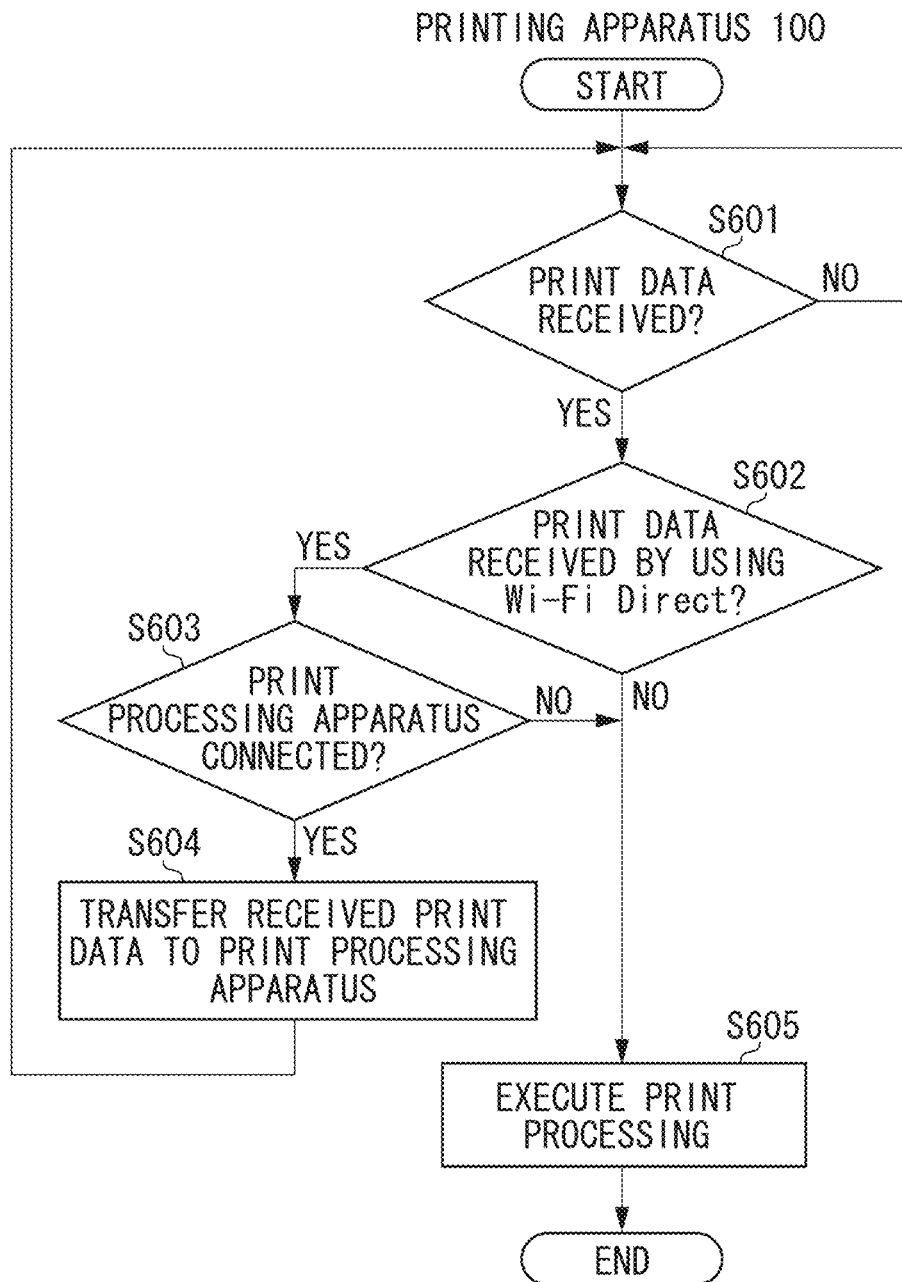 PRINTING APPARATUS 100
START
S601
PRINT DATA
RECEIVED?
NO
YES
S602
PRINT DATA
RECEIVED BY USING
Wi-Fi Direct?
YES
NO
S603
PRINT
PROCESSING APPARATUS
CONNECTED?
NO
YES
S604
TRANSFER RECEIVED PRINT
DATA TO PRINT PROCESSING
APPARATUS
S605
EXECUTE PRINT
PROCESSING
END